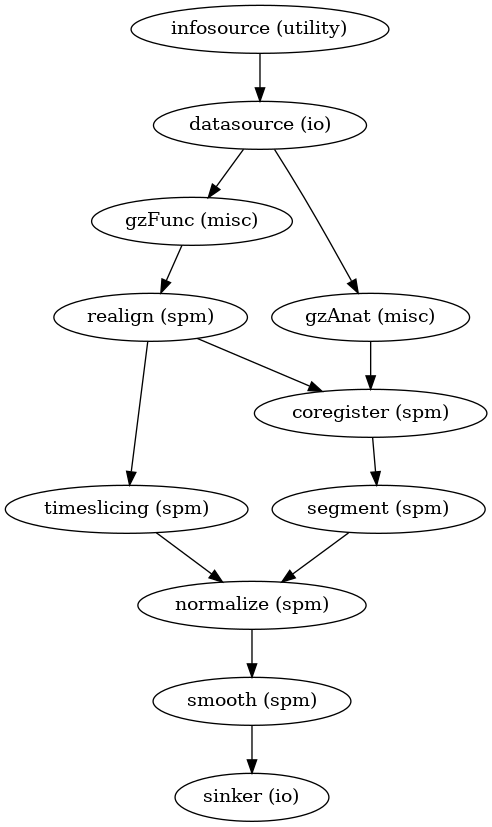 infosource (utility)
datasource (io)
gzFunc (misc)
realign (spm)
gzAnat (misc)
coregister (spm)
timeslicing (spm)
segment (spm)
normalize (spm)
smooth (spm)
sinker (io)